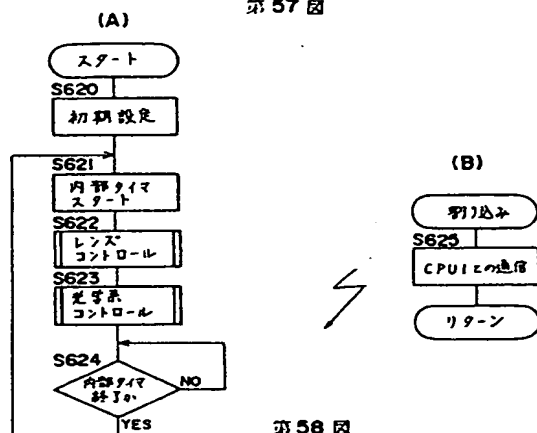 第57図
(A)
スタート
S620
初期設定
S621
内部タイマ
スタート
S622
レンズ
コントロール
S623
光学系
コントロール
S624
内部タイマ
終了か
NO
YES
(B)
割り込み
S625
CPU1との通信
リターン
第58図